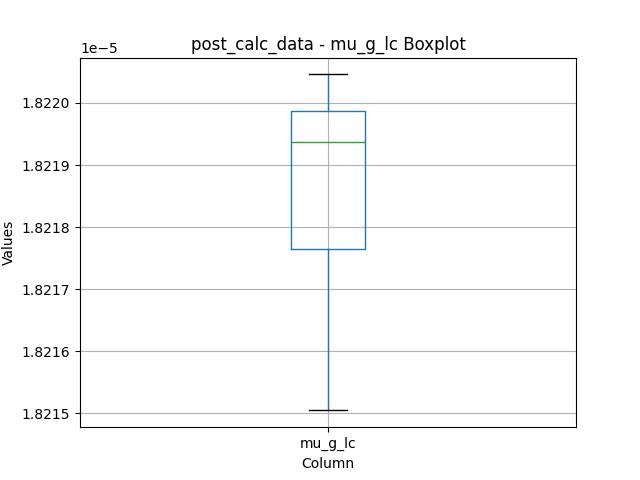 post_calc_data - mu_g_lc Boxplot
1e−5
1.8220
1.8219
1.8218
1.8217
1.8216
1.8215
Values
mu_g_lc
Column